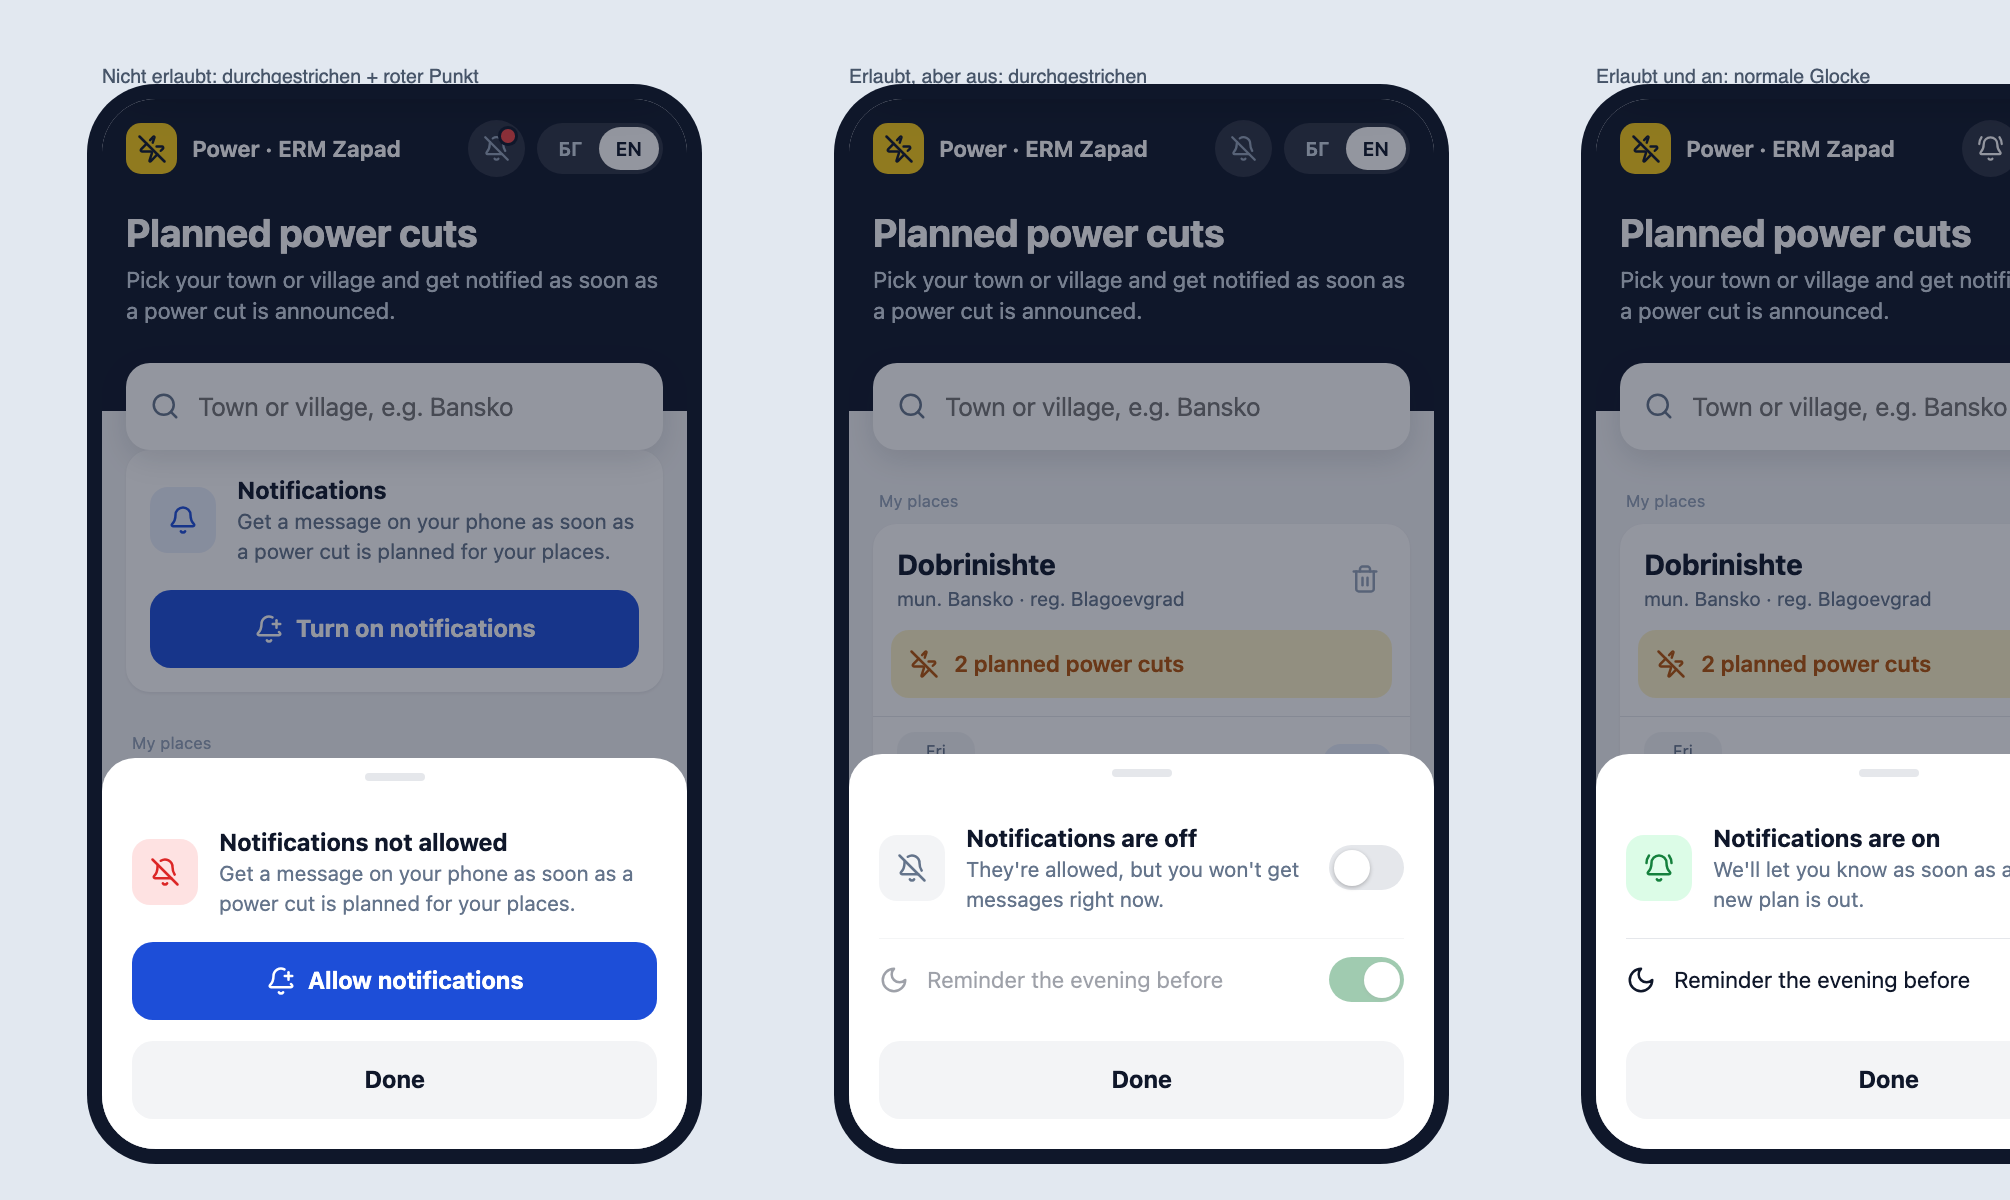 Nicht erlaubt: durchgestrichen + roter Punkt
Power · ERM Zapad
БГ
EN
Planned power cuts
Pick your town or village and get notified as soon as
a power cut is announced.
Town or village, e.g. Bansko
Notifications
Get a message on your phone as soon as
a power cut is planned for your places.
Turn on notifications
My places
Notifications not allowed
Get a message on your phone as soon as a
power cut is planned for your places.
Allow notifications
Done
Erlaubt, aber aus: durchgestrichen
Power · ERM Zapad
БГ
EN
Planned power cuts
Pick your town or village and get notified as soon as
a power cut is announced.
Town or village, e.g. Bansko
My places
Dobrinishte
mun. Bansko · reg. Blagoevgrad
2 planned power cuts
Fri
Notifications are off
They're allowed, but you won't get
messages right now.
Reminder the evening before
Done
Erlaubt und an: normale Glocke
Power · ERM Zapad
Planned power cuts
Pick your town or village and get
a power cut is announced.
Town or village, e.g. Bansko
My places
Dobrinishte
mun. Bansko · reg. Blagoevgrad
2 planned power cuts
Fri
Notifications are on
We'll let you know as soon as a
new plan is out.
Reminder the evening before
Done